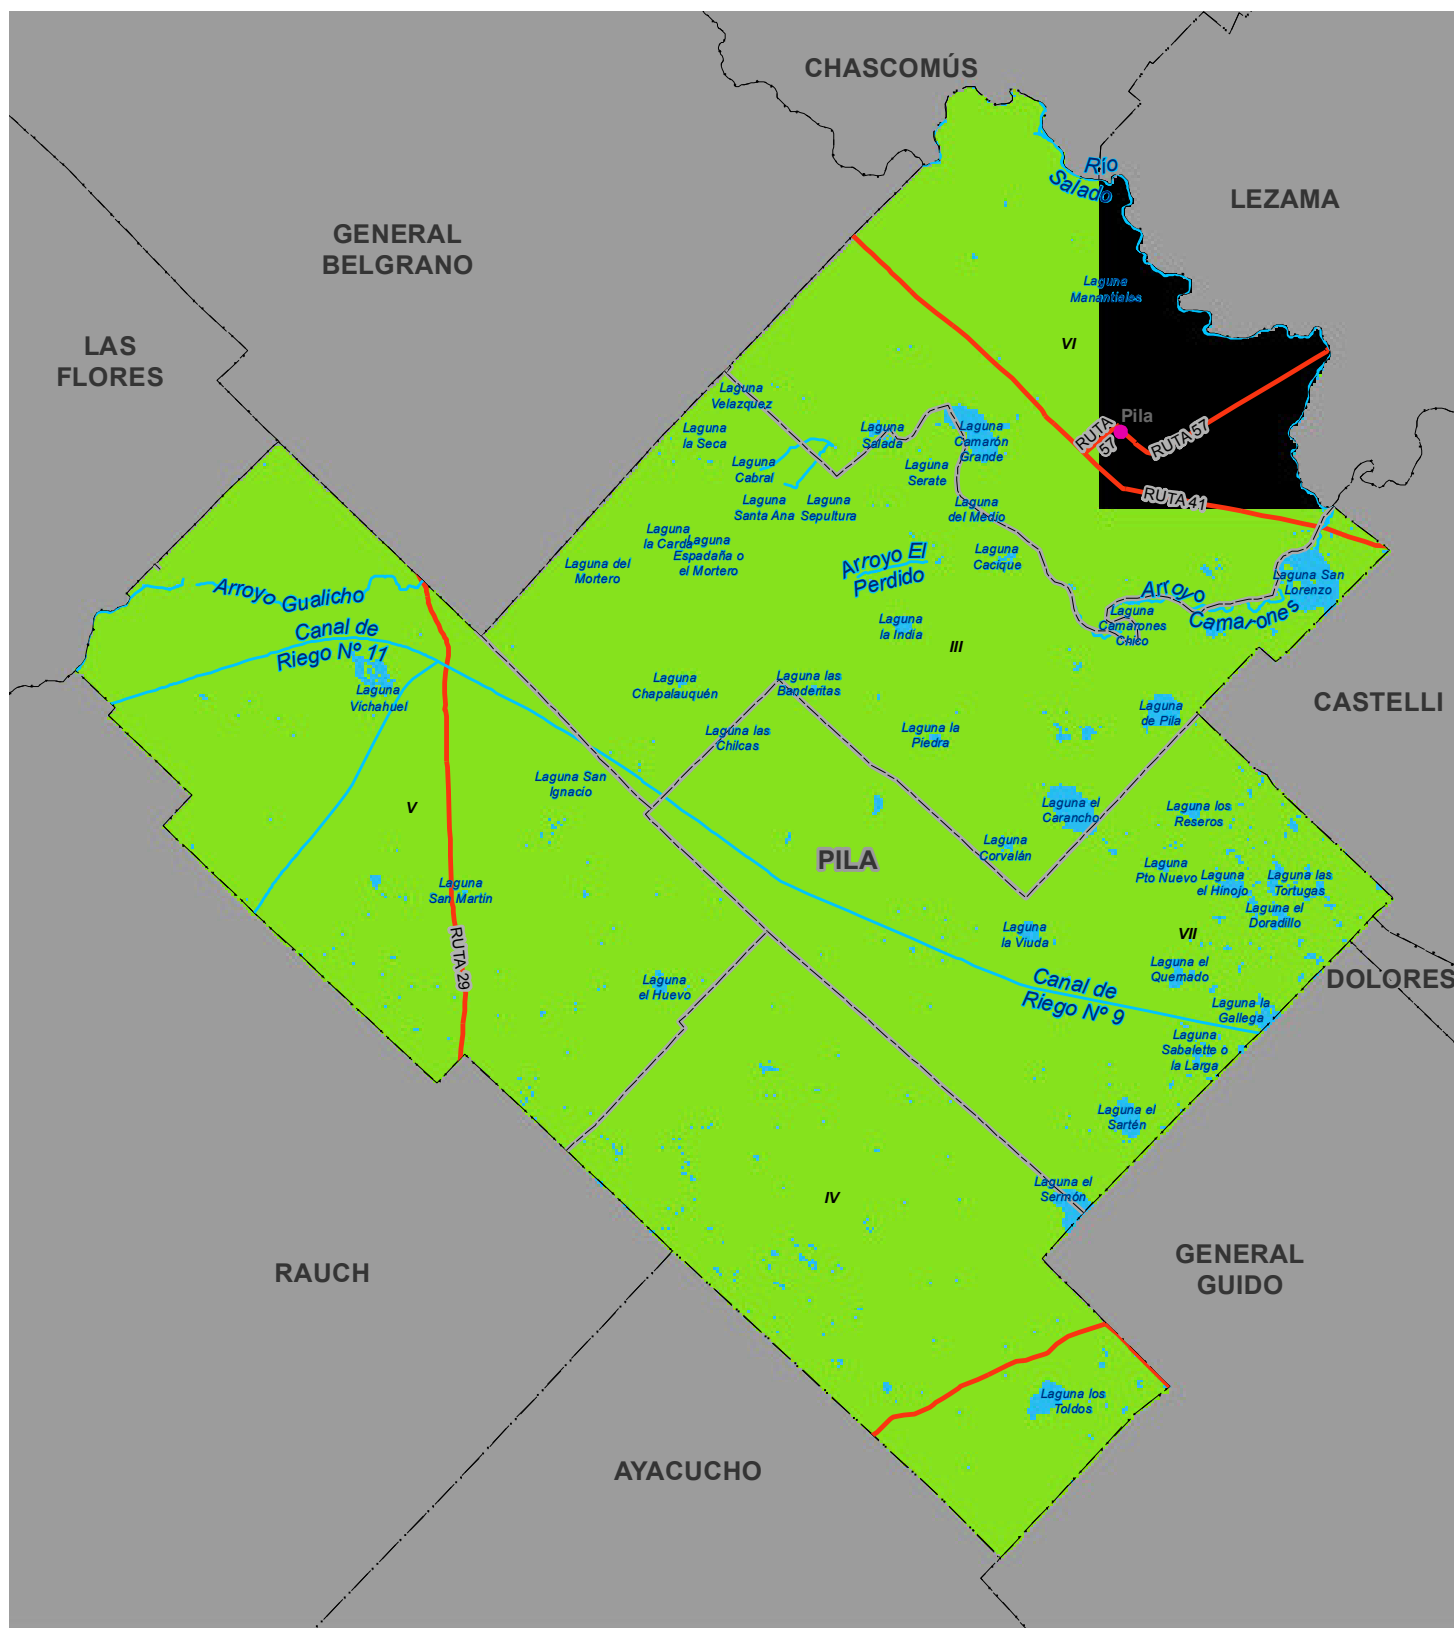 CHASCOMÚS
Río
Salado
LEZAMA
GENERAL
BELGRANO
Laguna
Manantiales
LAS
FLORES
VI
Laguna
Velazquez
Pila
RUTA
57
RUTA 57
Laguna
la Seca
Laguna
Salada
Laguna
Camarón
Grande
Laguna
Cabral
Laguna
Serate
RUTA 41
Laguna
Santa Ana
Laguna
Sepultura
Laguna
del Medio
Laguna
la Carda
Laguna
Espadaña o
el Mortero
Laguna del
Mortero
Arroyo El
Perdido
Laguna
Cacique
Laguna San
Lorenzo
Arroyo
Camarones
Arroyo Gualicho
Canal de
Riego Nº 11
Laguna
la India
Laguna
Camarones
Chico
III
Laguna
Vichahuel
Laguna
Chapalauquén
Laguna las
Banderitas
CASTELLI
Laguna
de Pila
Laguna las
Chilcas
Laguna la
Piedra
Laguna San
Ignacio
V
Laguna el
Carancho
Laguna los
Reseros
PILA
Laguna
Corvalán
Laguna
Pto Nuevo
Laguna
el Hinojo
Laguna las
Tortugas
Laguna
San Martín
Laguna el
Doradillo
RUTA 29
Laguna
la Viuda
VII
Laguna el
Quemado
DOLORES
Laguna
el Huevo
Canal de
Riego Nº 9
Laguna la
Gallega
Laguna
Sabalette o
la Larga
Laguna el
Sartén
Laguna el
Sermón
IV
RAUCH
GENERAL
GUIDO
Laguna los
Toldos
AYACUCHO